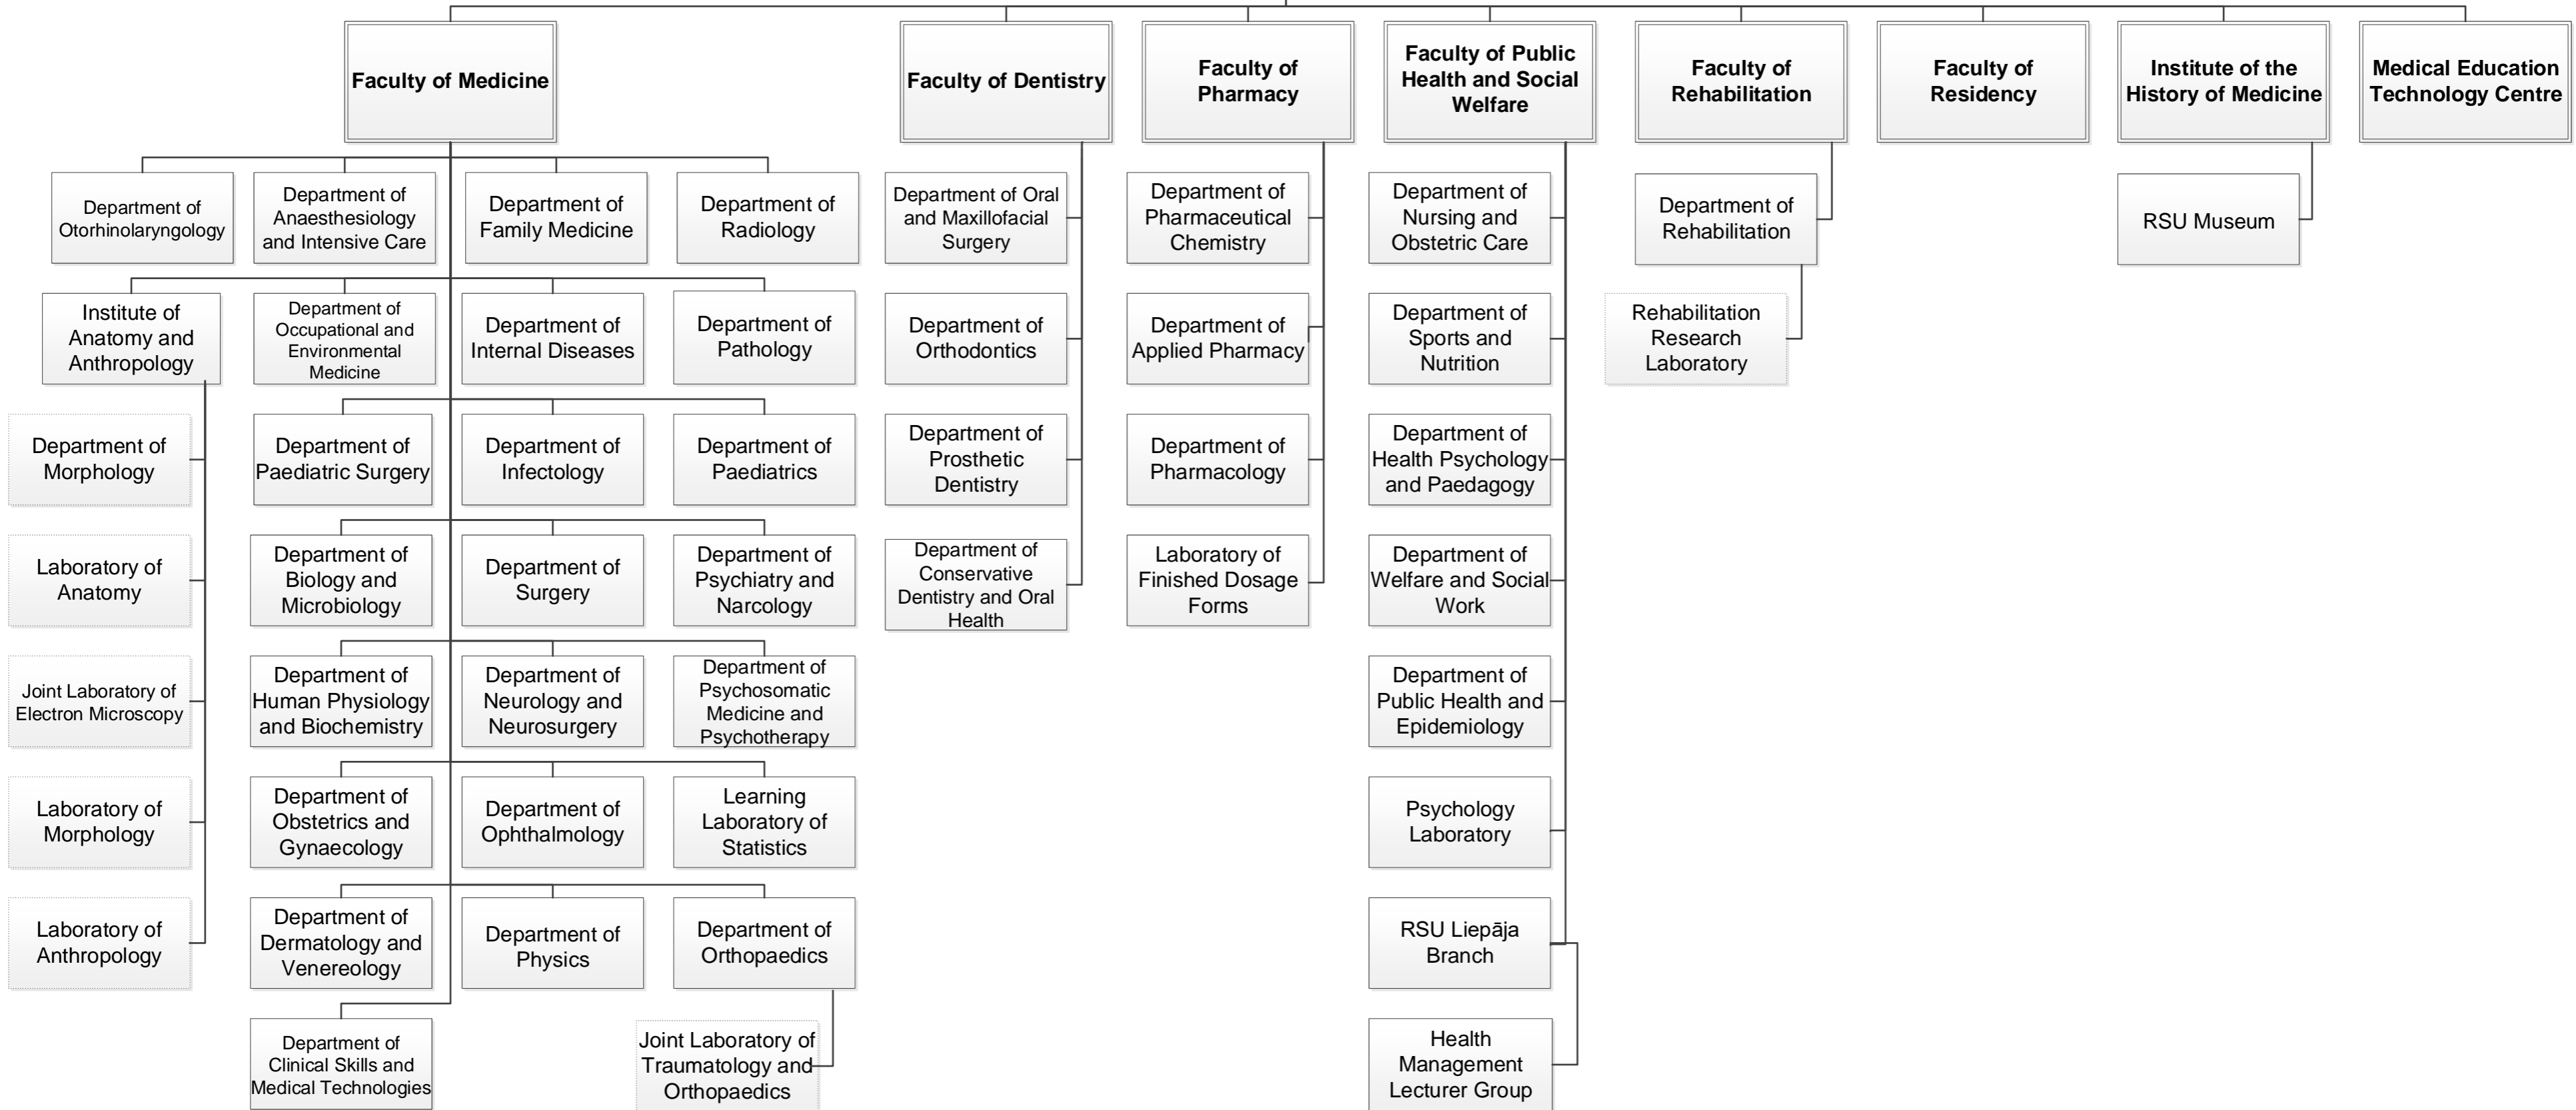 Faculty of Medicine
Faculty of Dentistry
Faculty of
Pharmacy
Faculty of Public
Health and Social
Welfare
Faculty of
Rehabilitation
Faculty of
Residency
Institute of the
History of Medicine
Medical Education
Technology Centre
Department of
Otorhinolaryngology
Department of
Anaesthesiology
and Intensive Care
Department of
Family Medicine
Department of
Radiology
Department of Oral
and Maxillofacial
Surgery
Department of
Pharmaceutical
Chemistry
Department of
Nursing and
Obstetric Care
Department of
Rehabilitation
RSU Museum
Institute of
Anatomy and
Anthropology
Department of
Occupational and
Environmental
Medicine
Department of
Internal Diseases
Department of
Pathology
Department of
Orthodontics
Department of
Applied Pharmacy
Department of
Sports and
Nutrition
Rehabilitation
Research
Laboratory
Department of
Morphology
Department of
Paediatric Surgery
Department of
Infectology
Department of
Paediatrics
Department of
Prosthetic
Dentistry
Department of
Pharmacology
Department of
Health Psychology
and Paedagogy
Laboratory of
Anatomy
Department of
Biology and
Microbiology
Department of
Surgery
Department of
Psychiatry and
Narcology
Department of
Conservative
Dentistry and Oral
Health
Laboratory of
Finished Dosage
Forms
Department of
Welfare and Social
Work
Joint Laboratory of
Electron Microscopy
Department of
Human Physiology
and Biochemistry
Department of
Neurology and
Neurosurgery
Department of
Psychosomatic
Medicine and
Psychotherapy
Department of
Public Health and
Epidemiology
Laboratory of
Morphology
Department of
Obstetrics and
Gynaecology
Department of
Ophthalmology
Learning
Laboratory of
Statistics
Psychology
Laboratory
Laboratory of
Anthropology
Department of
Dermatology and
Venereology
Department of
Physics
Department of
Orthopaedics
RSU Liepāja
Branch
Department of
Clinical Skills and
Medical Technologies
Joint Laboratory of
Traumatology and
Orthopaedics
Health
Management
Lecturer Group